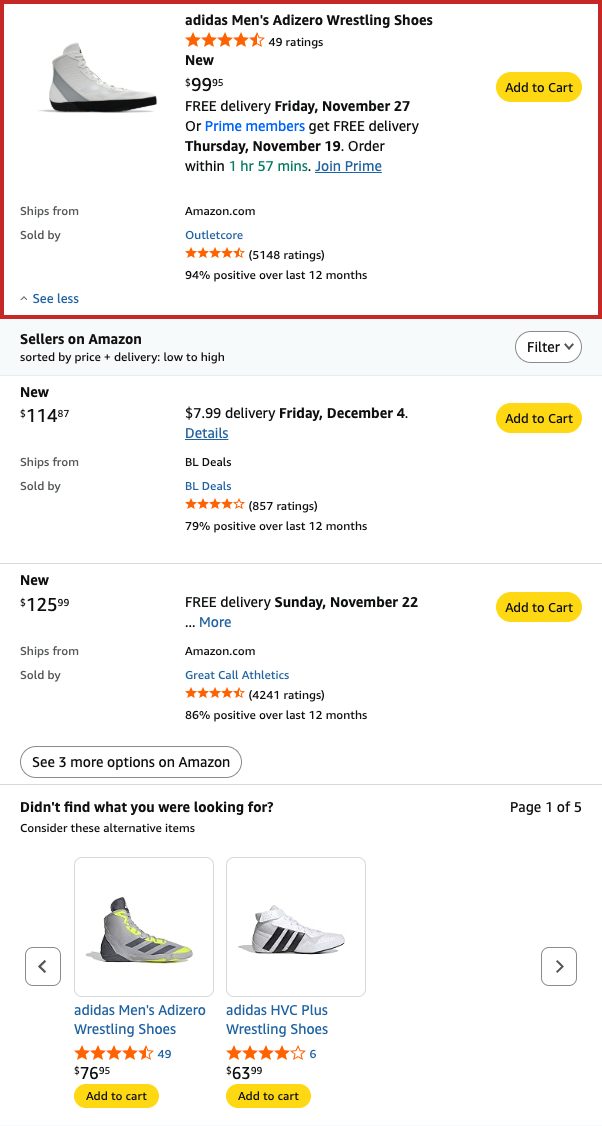 adidas Men's Adizero Wrestling Shoes
49 ratings
New
$9995
FREE delivery Friday, November 27
Or Prime members get FREE delivery
Thursday, November 19. Order
within 1 hr 57 mins. Join Prime
Add to Cart
Ships from Amazon.com
Sold by Outletcore
(5148 ratings)
94% positive over last 12 months
See less
Sellers on Amazon
sorted by price + delivery: low to high
Filter
New
$11487
$7.99 delivery Friday, December 4.
Details
Add to Cart
Ships from BL Deals
Sold by BL Deals
(857 ratings)
79% positive over last 12 months
New
$12599
FREE delivery Sunday, November 22
... More
Add to Cart
Ships from Amazon.com
Sold by Great Call Athletics
(4241 ratings)
86% positive over last 12 months
See 3 more options on Amazon
Didn't find what you were looking for? Page 1 of 5
Consider these alternative items
adidas Men's Adizero
Wrestling Shoes
49
$7695
Add to cart
adidas HVC Plus
Wrestling Shoes
6
$6399
Add to cart